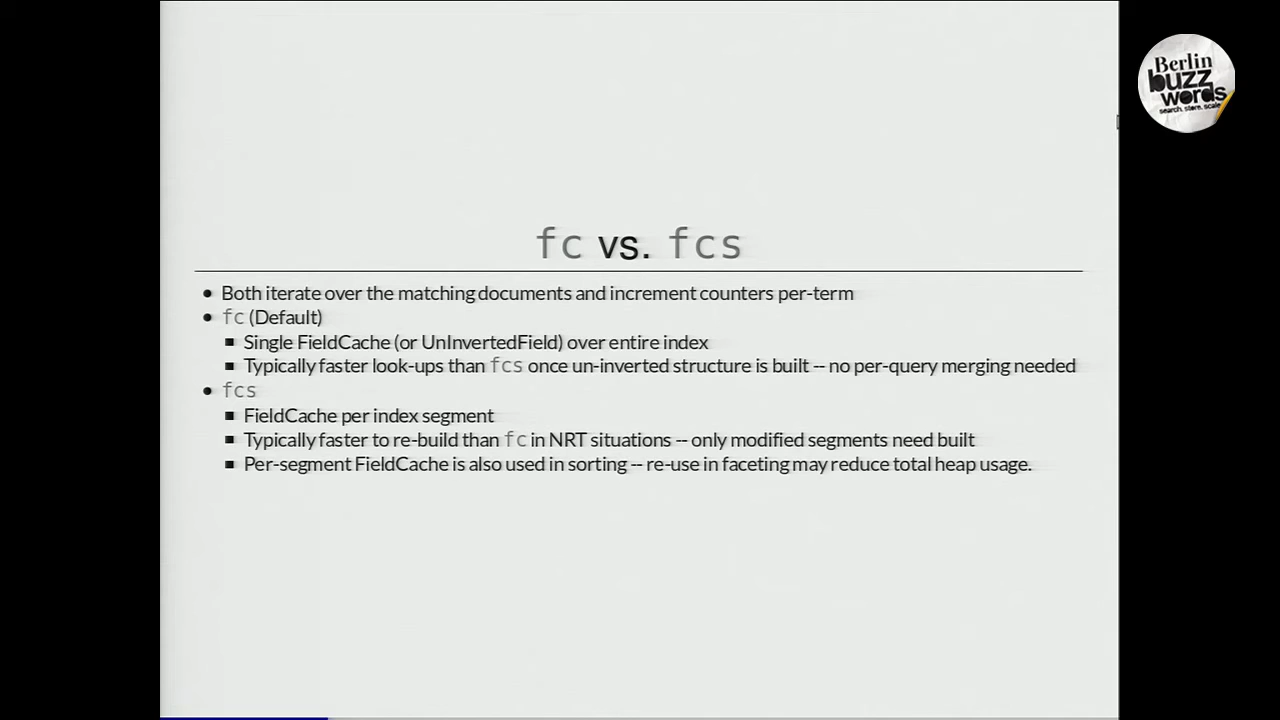 fc vs. fcs
Both iterate over the matching documents and increment counters per-term
fc (Default)
Single FieldCache (or UnInvertedField) over entire index
Typically faster look-ups than fcs once un-inverted structure is built -- no per-query merging needed
fcs
FieldCache per index segment
Typically faster to re-build than fc in NRT situations -- only modified segments need built
Per-segment FieldCache is also used in sorting -- re-use in faceting may reduce total heap usage.
Berlin
buzz
words
search. store. scale